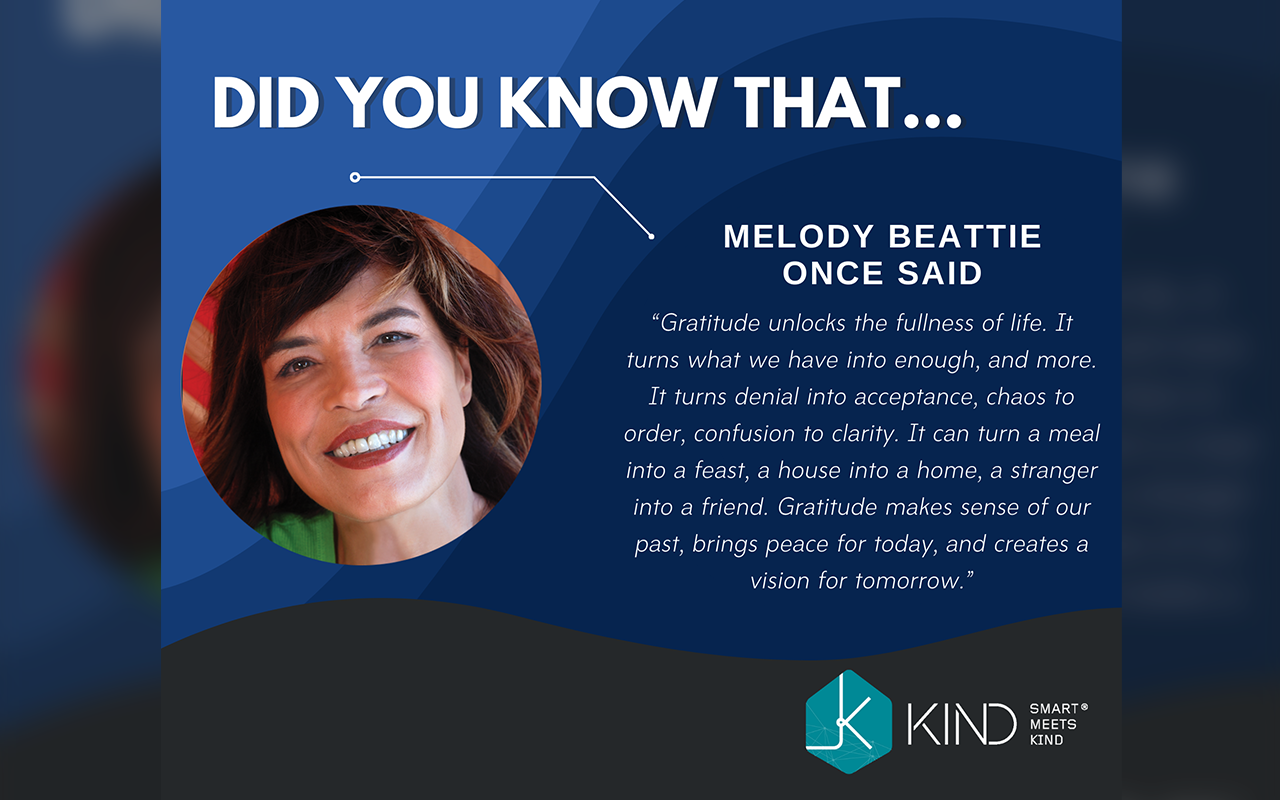 DID YOU KNOW THAT...
MELODY BEATTIE
ONCE SAID
“Gratitude unlocks the fullness of life. It
turns what we have into enough, and more.
It turns denial into acceptance, chaos to
order, confusion to clarity. It can turn a meal
into a feast, a house into a home, a stranger
into a friend. Gratitude makes sense of our
past, brings peace for today, and creates a
vision for tomorrow.”
KIND
SMART®
MEETS
KIND